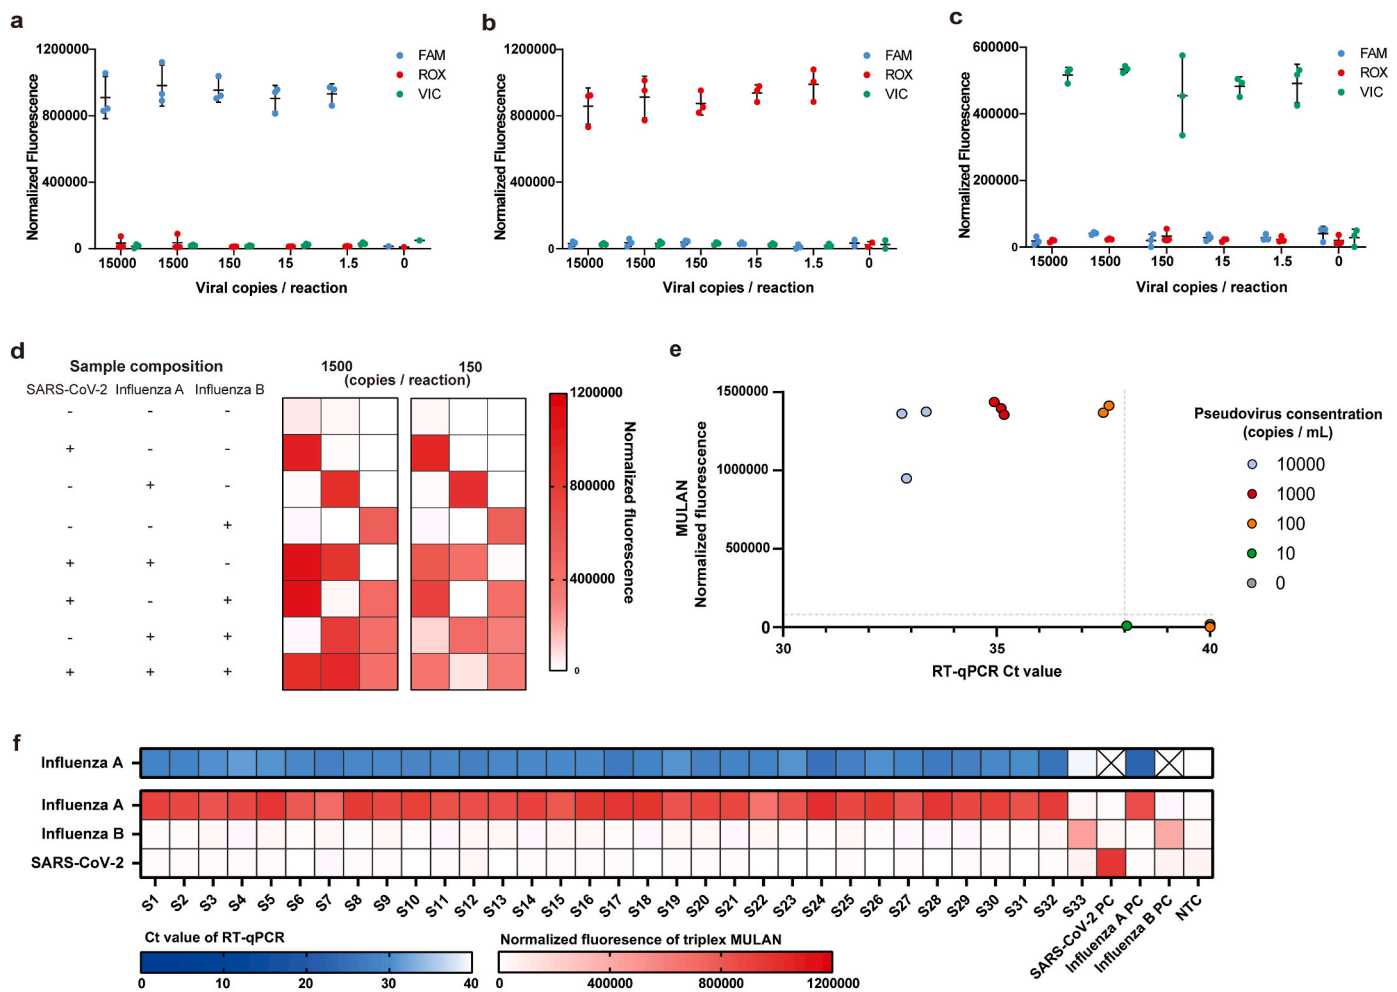 a
1200000
800000
400000
0
Normalized Fluorescence
15000
1500
150
15
1.5
0
Viral copies / reaction
FAM
ROX
VIC
b
1200000
800000
400000
0
Normalized Fluorescence
15000
1500
150
15
1.5
0
Viral copies / reaction
FAM
ROX
VIC
c
600000
400000
200000
0
Normalized Fluorescence
15000
1500
150
15
1.5
0
Viral copies / reaction
FAM
ROX
VIC
d
Sample composition
SARS-CoV-2 Influenza A Influenza B
1500 150
(copies / reaction)
- - -
+ - -
- + -
- - +
+ + -
+ - +
- + +
+ + +
1200000
800000
400000
0
Normalized fluorescence
e
MULAN
Normalized fluorescence
1500000
1000000
500000
0
30 35 40
RT-qPCR Ct value
Pseudovirus consentration
(copies / mL)
10000
1000
100
10
0
f
Influenza A
Influenza A
Influenza B
SARS-CoV-2
S1 S2 S3 S4 S5 S6 S7 S8 S9 S10 S11 S12 S13 S14 S15 S16 S17 S18 S19 S20 S21 S22 S23 S24 S25 S26 S27 S28 S29 S30 S31 S32 S33 SARS-CoV-2 PC Influenza A PC Influenza B PC NTC
Ct value of RT-qPCR
0 10 20 30 40
Normalized fluoresence of triplex MULAN
0 400000 800000 1200000